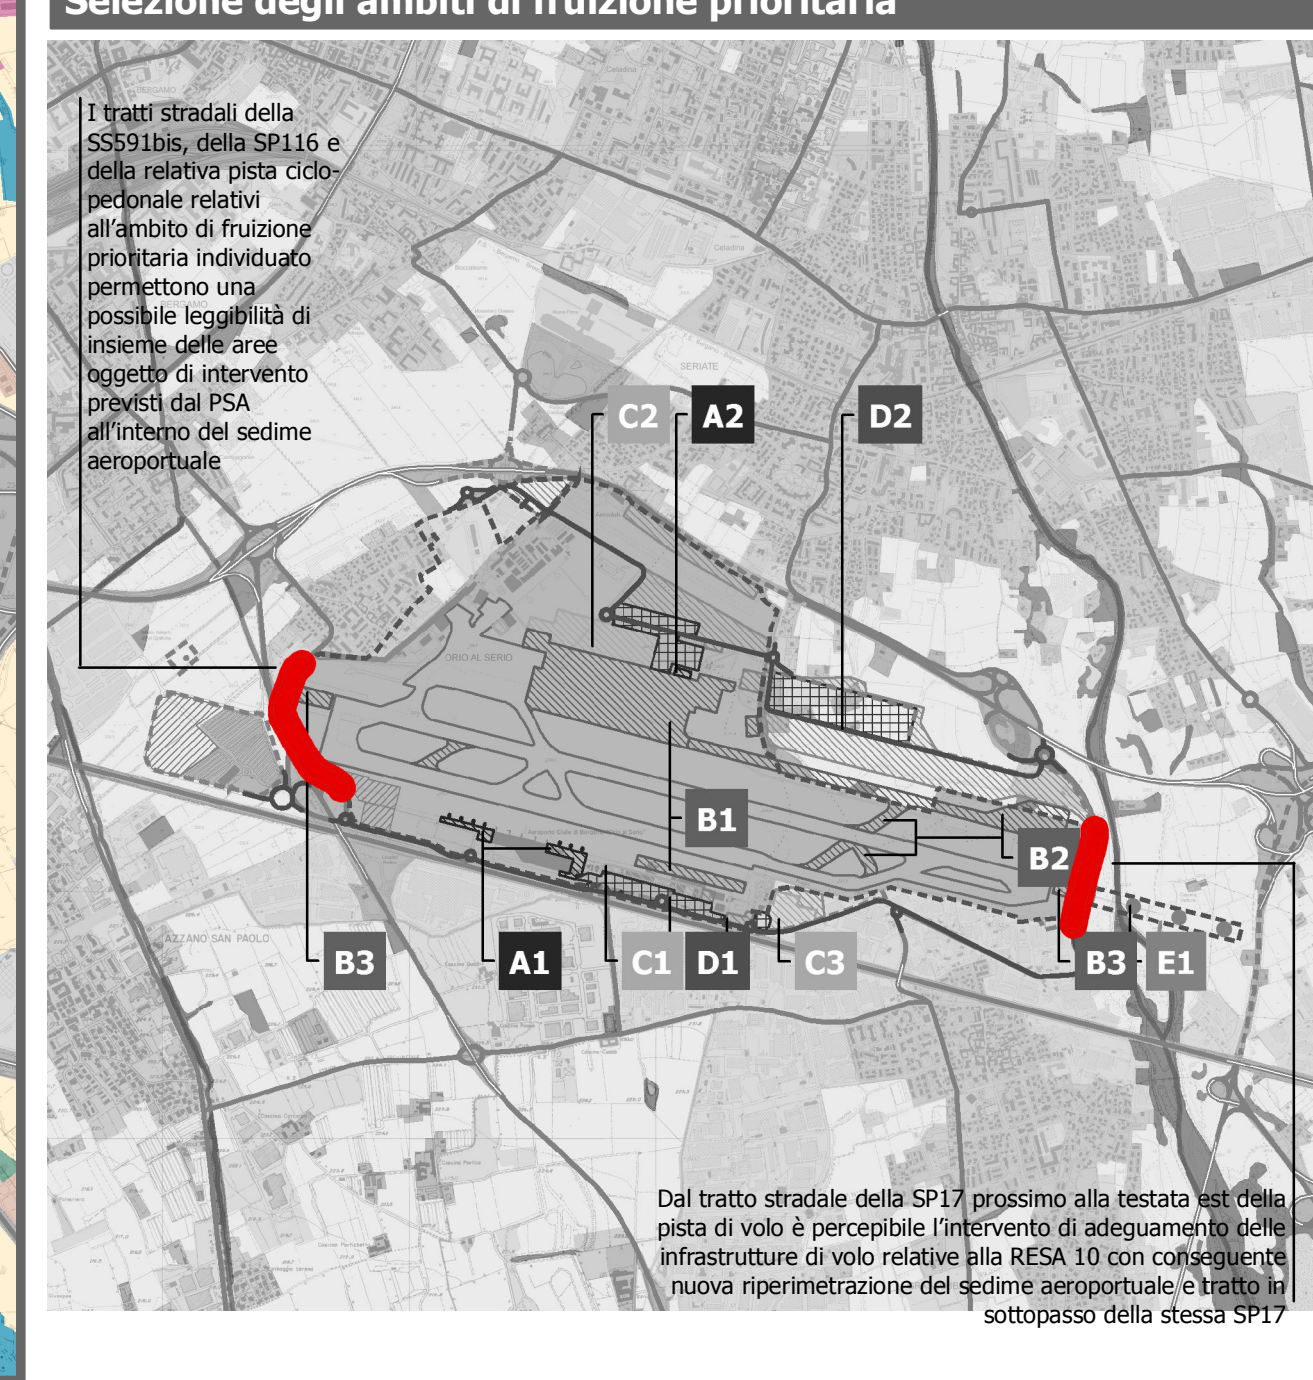 Selezione degli ambiti di fruizione prioritaria
BERGAMO
I tratti stradali della
SS591bis, della SP116 e
della relativa pista ciclo-
pedonale relativi
all'ambito di fruizione
prioritaria individuato
permettono una
possibile leggibilità di
insieme delle aree
oggetto di intervento
previsti dal PSA
all'interno del sedime
aeroportuale
Celadina
Celadina
BERGAMO
SERIATE
C2
A2
D2
ORIO AL SERIO
B1
B2
AZZANO SAN PAOLO
B3
A1
C1
D1
C3
B3
E1
Dal tratto stradale della SP17 prossimo alla testata est della
pista di volo è percepibile l'intervento di adeguamento delle
infrastrutture di volo relative alla RESA 10 con conseguente
nuova riperimetrazione del sedime aeroportuale e tratto in
sottopasso della stessa SP17